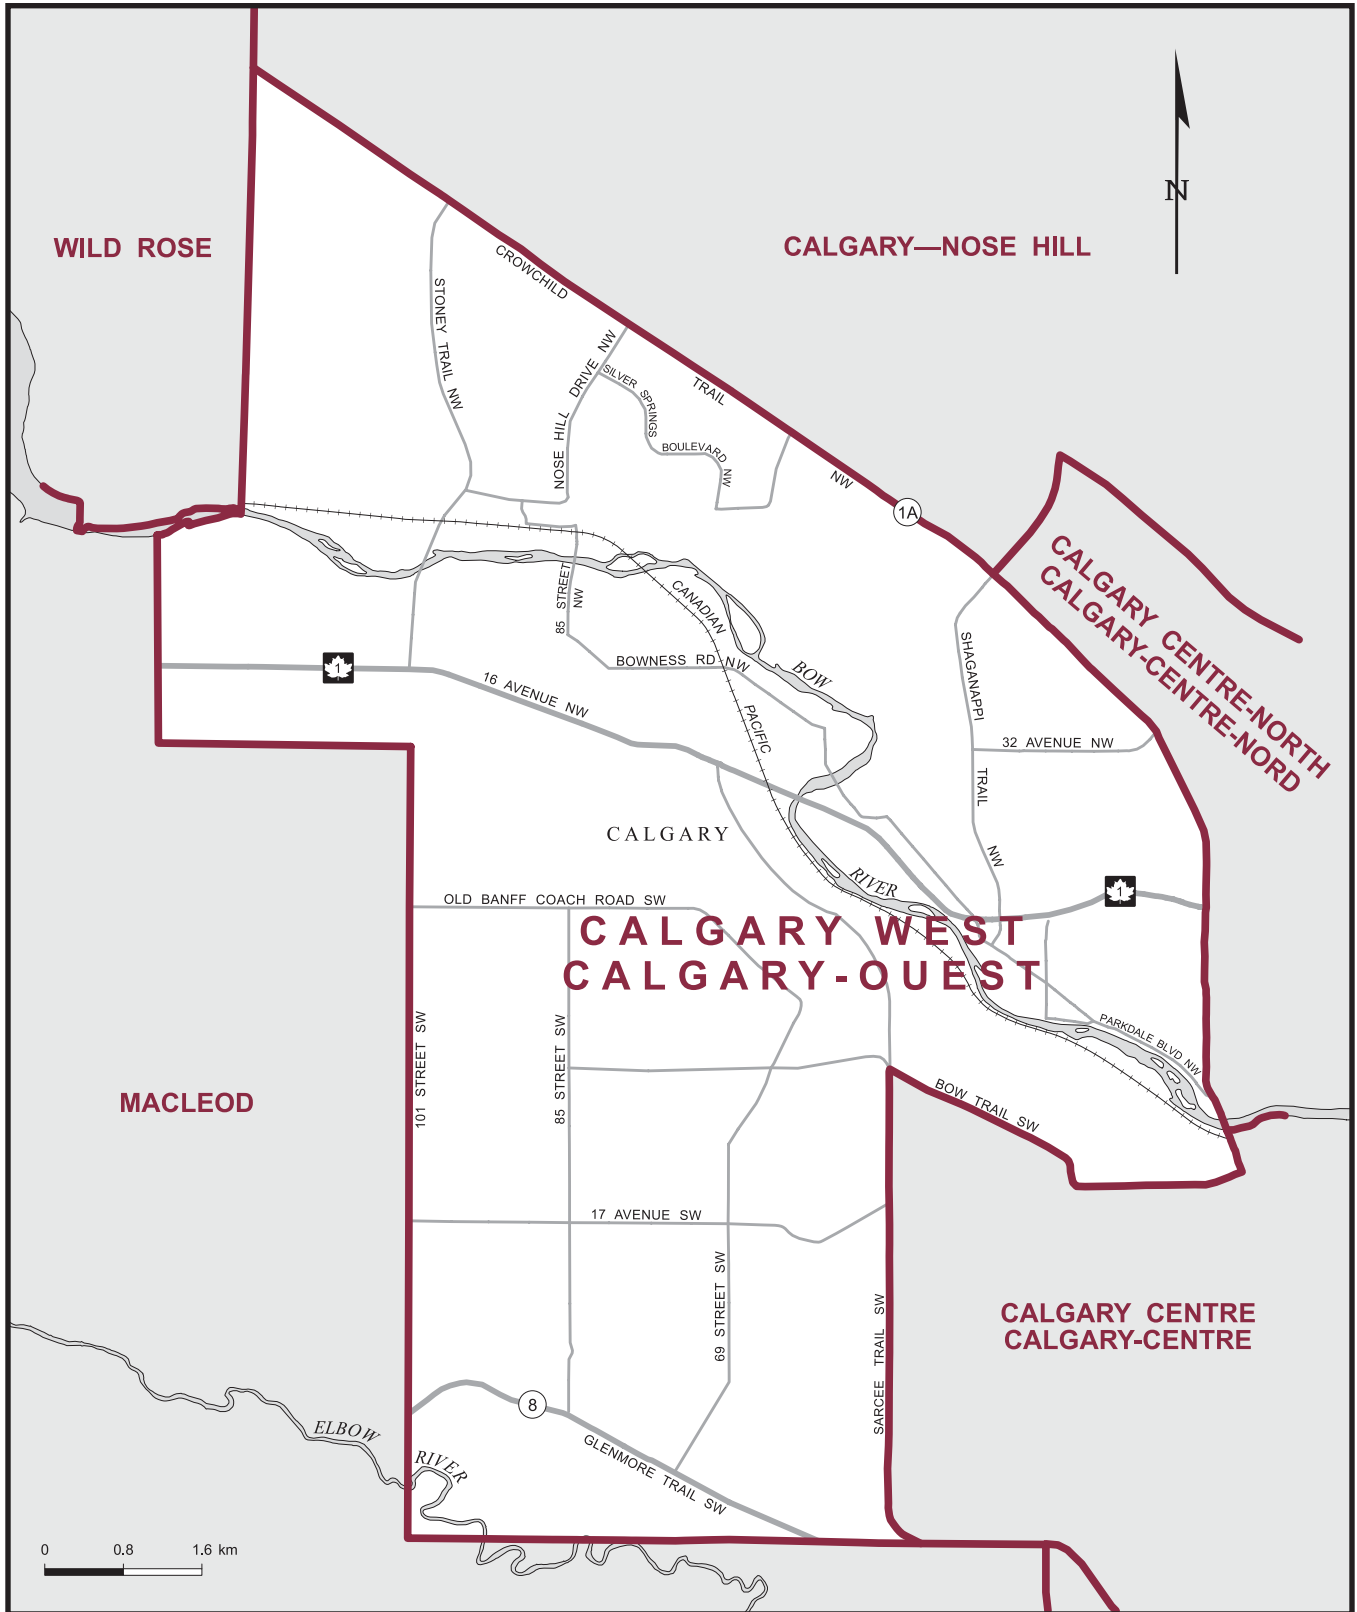 N
WILD ROSE
CALGARY—NOSE HILL
CROWCHILD
TRAIL
NW
1A
STONEY TRAIL NW
NOSE HILL DRIVE NW
SILVER SPRINGS
BOULEVARD
NW
CALGARY CENTRE-NORTH
CALGARY-CENTRE-NORD
85 STREET
NW
CANADIAN
PACIFIC
BOWNESS RD NW
BOW
RIVER
SHAGANAPPI
TRAIL
NW
1
16 AVENUE NW
32 AVENUE NW
CALGARY
1
OLD BANFF COACH ROAD SW
CALGARY WEST
CALGARY-OUEST
101 STREET SW
85 STREET SW
PARKDALE BLVD NW
MACLEOD
BOW TRAIL SW
17 AVENUE SW
69 STREET SW
SARCEE TRAIL SW
CALGARY CENTRE
CALGARY-CENTRE
8
GLENMORE TRAIL SW
ELBOW
RIVER
0 0.8 1.6 km